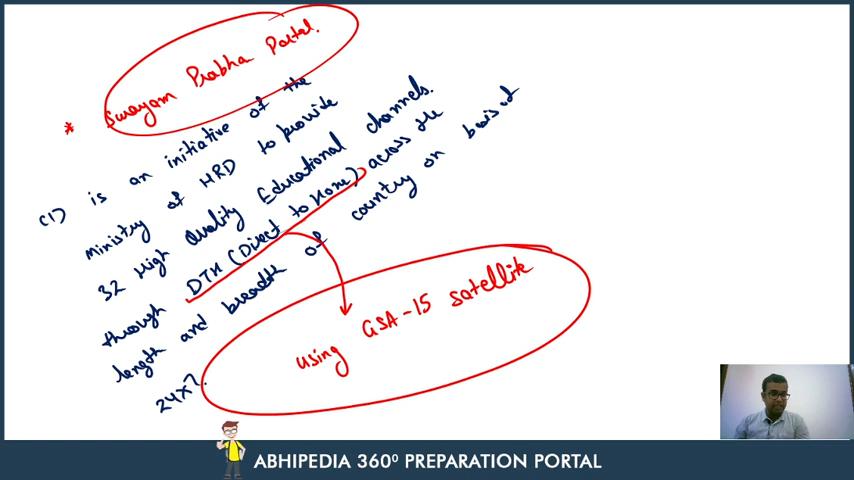 * Swayam Prabha Portal.
(1) is an initiative of the
ministry of HRD to provide
32 High Quality Educational channels.
through DTH (Direct to Home) across the
length and breadth of country on basis of
24x7.
using GSA-15 satellite
ABHIPEDIA 360° PREPARATION PORTAL